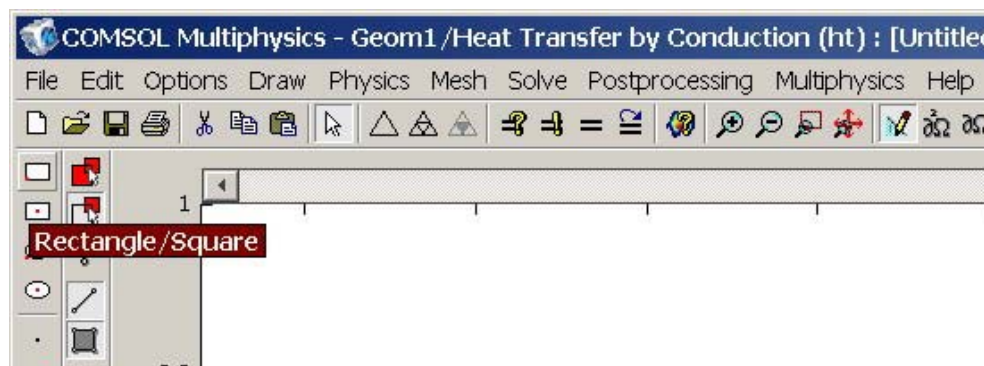 COMSOL Multiphysics - Geom1/Heat Transfer by Conduction (ht) : [Untitled
File Edit Options Draw Physics Mesh Solve Postprocessing Multiphysics Help
1
Rectangle/Square